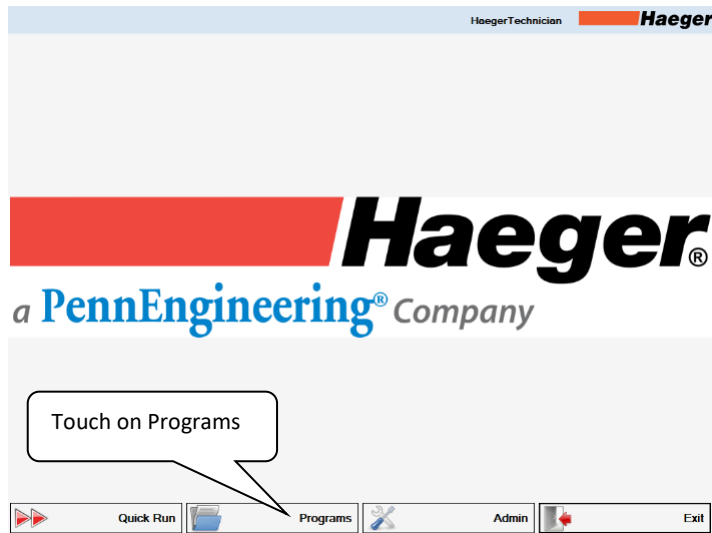 HaegerTechnician Haeger
Haeger®
a PennEngineering® Company
Touch on Programs
Quick Run Programs Admin Exit